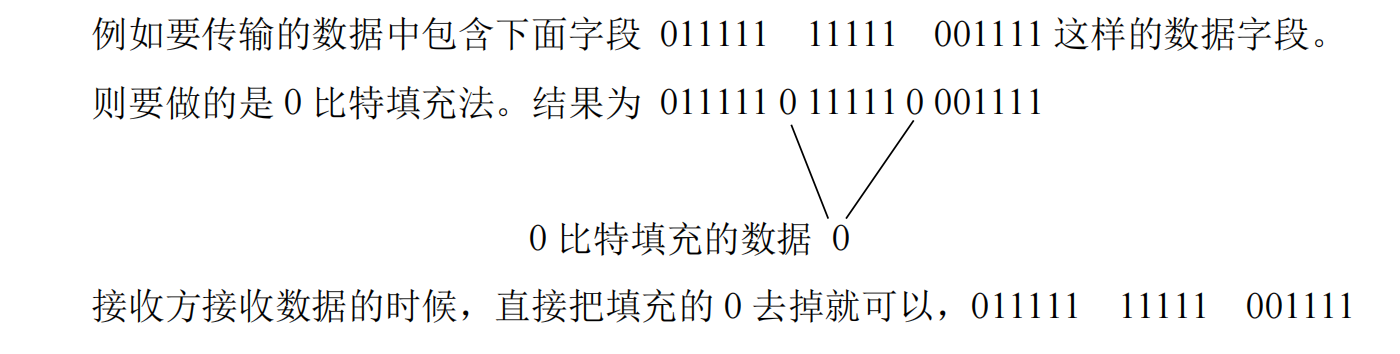 例如要传输的数据中包含下面字段 011111 11111 001111 这样的数据字段。
则要做的是 0 比特填充法。结果为 011111 0 11111 0 001111
0 比特填充的数据 0
接收方接收数据的时候，直接把填充的 0 去掉就可以，011111 11111 001111